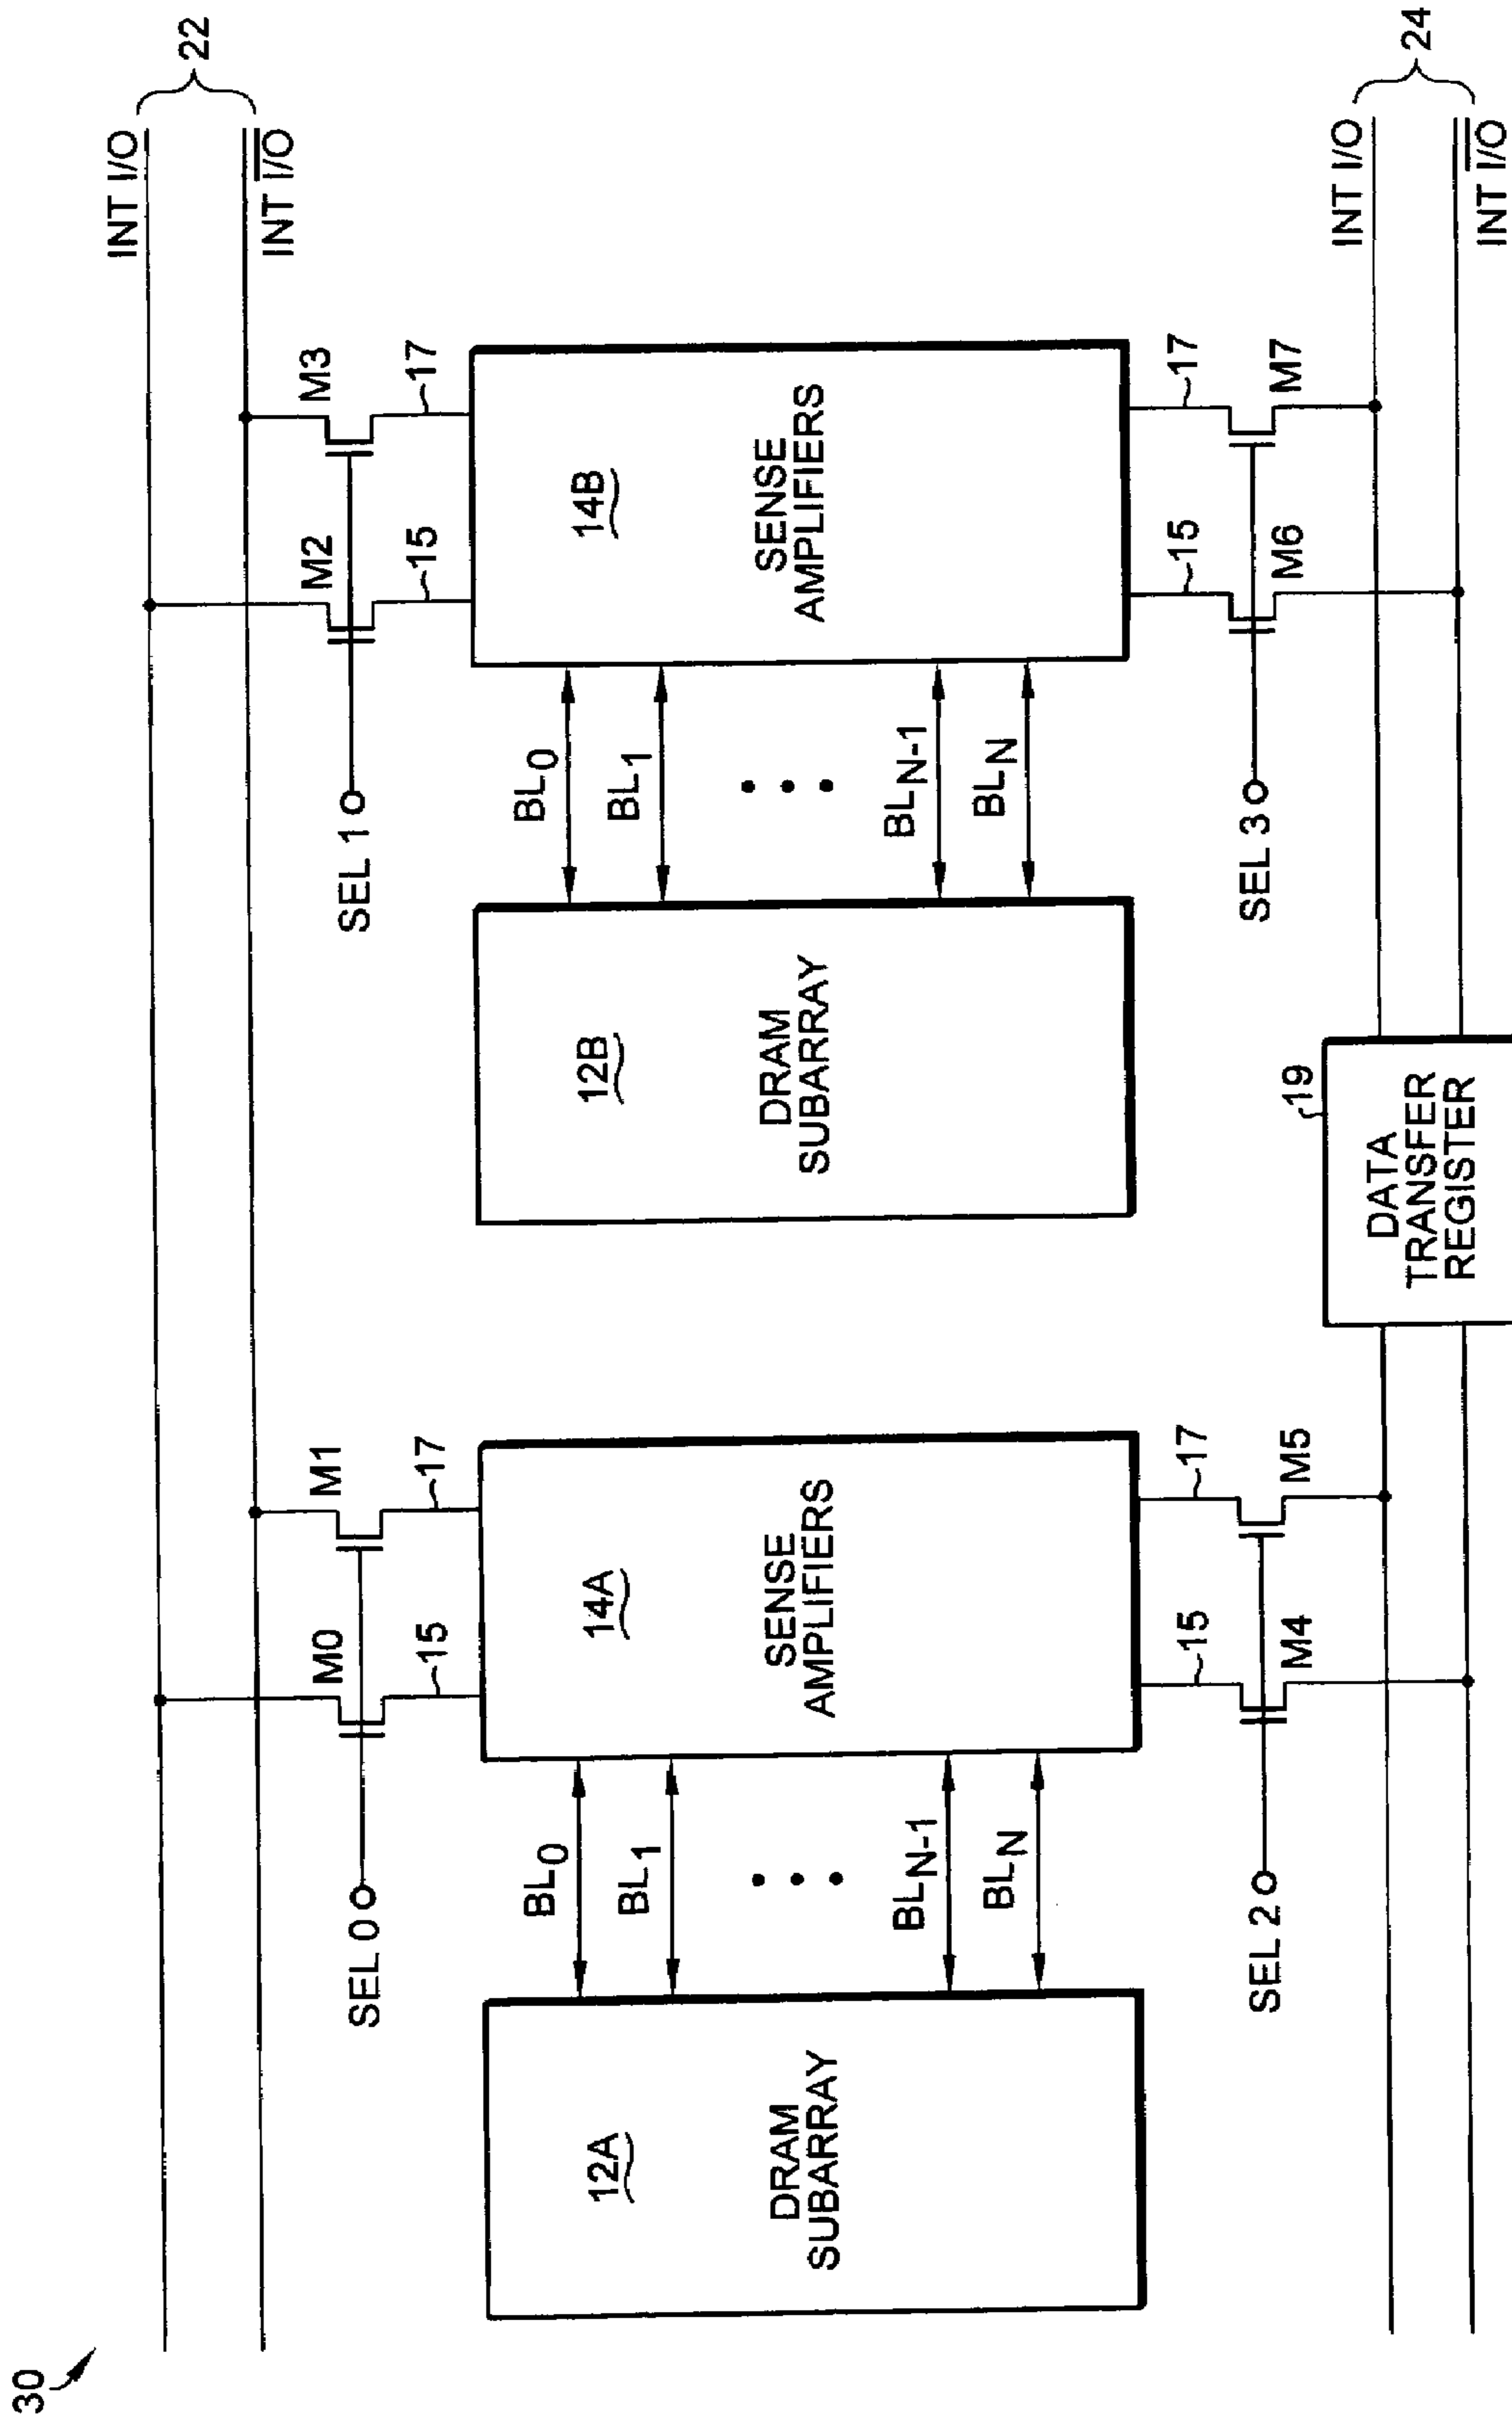 30
INT I/O
22
INT I/O
M0
M1
M2
M3
SEL 0
15
17
SEL 1
15
17
12A
DRAM
SUBARRAY
BL0
BL1
BLN-1
BLN
14A
SENSE
AMPLIFIERS
12B
DRAM
SUBARRAY
BL0
BL1
BLN-1
BLN
14B
SENSE
AMPLIFIERS
SEL 2
15
17
M4
M5
SEL 3
15
17
M6
M7
19
DATA
TRANSFER
REGISTER
INT I/O
24
INT I/O